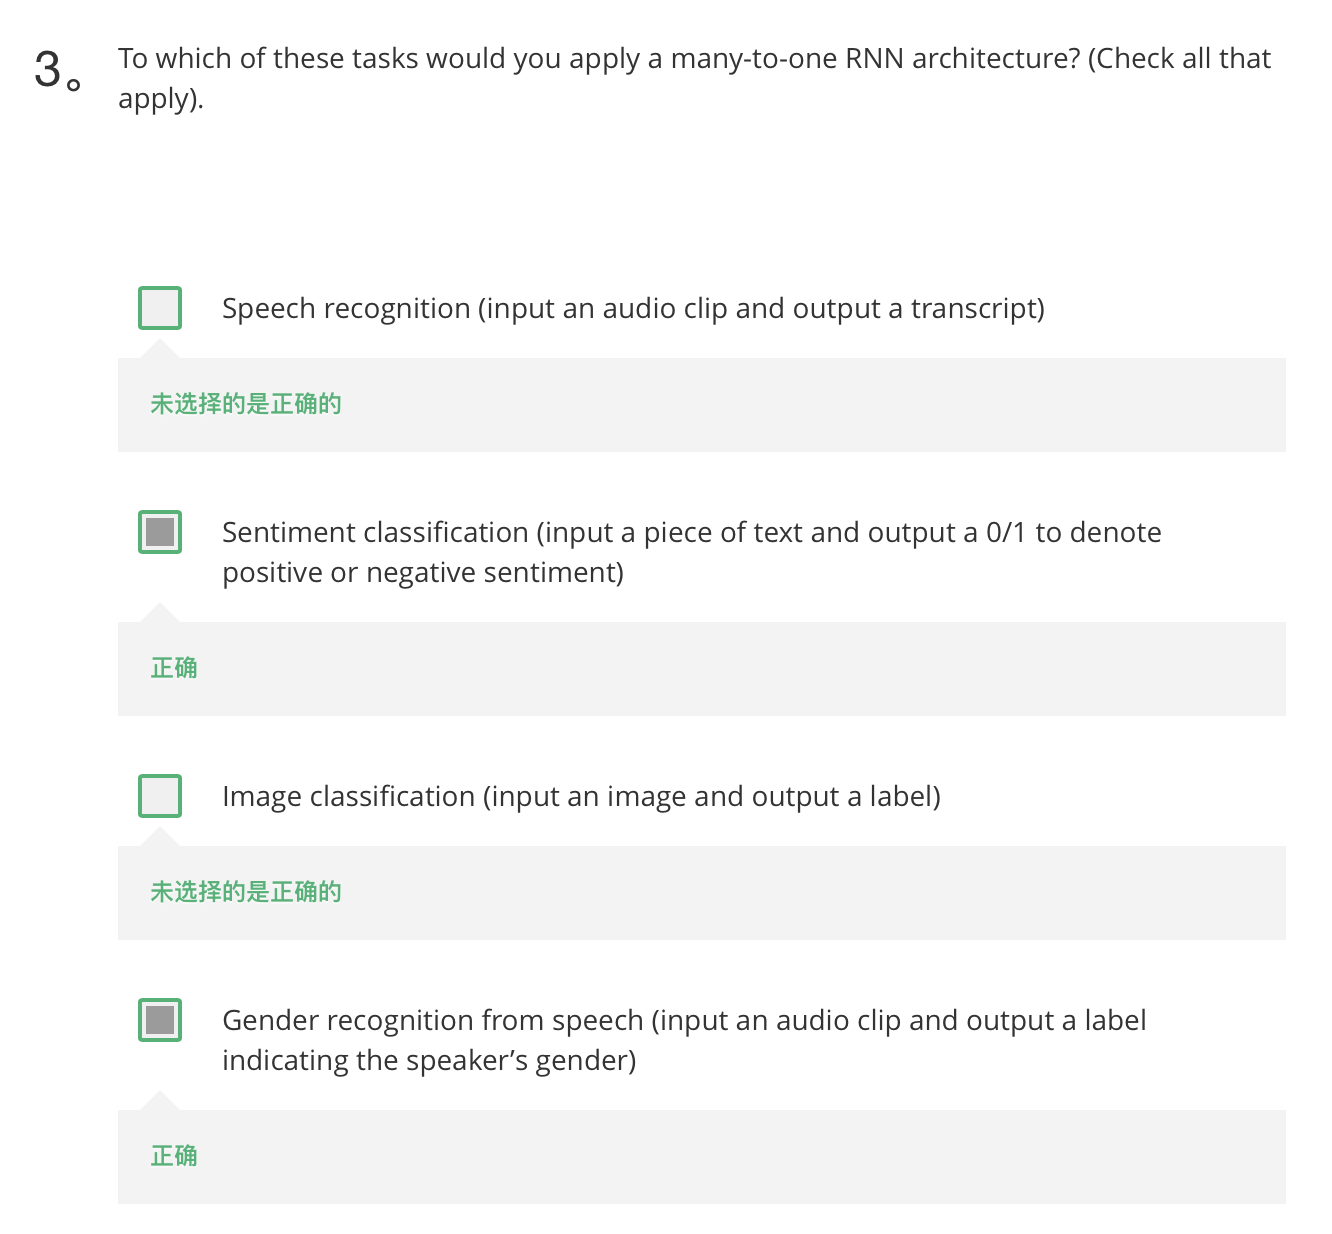 3。
To which of these tasks would you apply a many-to-one RNN architecture? (Check all that
apply).
Speech recognition (input an audio clip and output a transcript)
未选择的是正确的
Sentiment classification (input a piece of text and output a 0/1 to denote
positive or negative sentiment)
正确
Image classification (input an image and output a label)
未选择的是正确的
Gender recognition from speech (input an audio clip and output a label
indicating the speaker’s gender)
正确